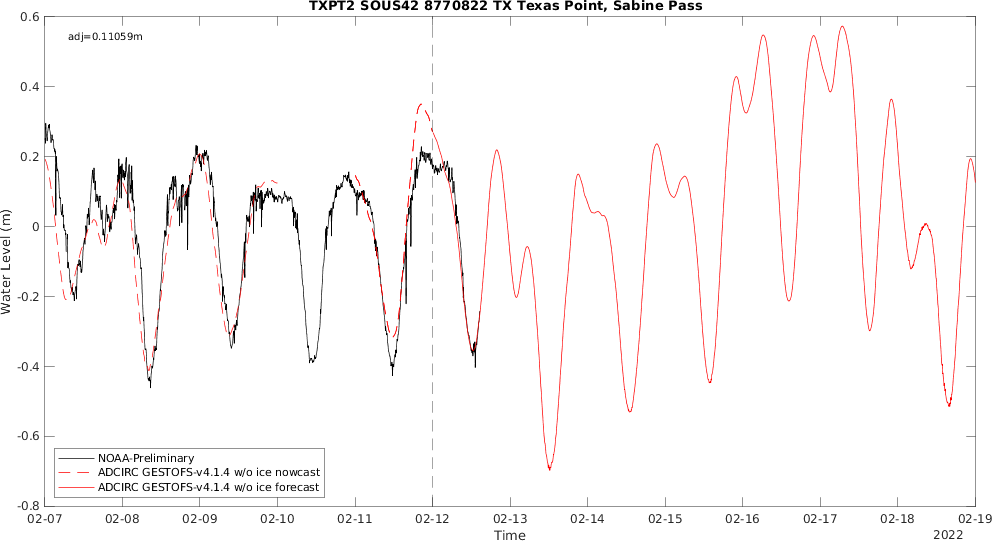 TXPT2 SOUS42 8770822 TX Texas Point, Sabine Pass
adj=0.11059m
0.6
0.4
0.2
0
-0.2
-0.4
-0.6
-0.8
Water Level (m)
NOAA-Preliminary
ADCIRC GESTOFS-v4.1.4 w/o ice nowcast
ADCIRC GESTOFS-v4.1.4 w/o ice forecast
02-07 02-08 02-09 02-10 02-11 02-12 02-13 02-14 02-15 02-16 02-17 02-18 02-19
Time
2022